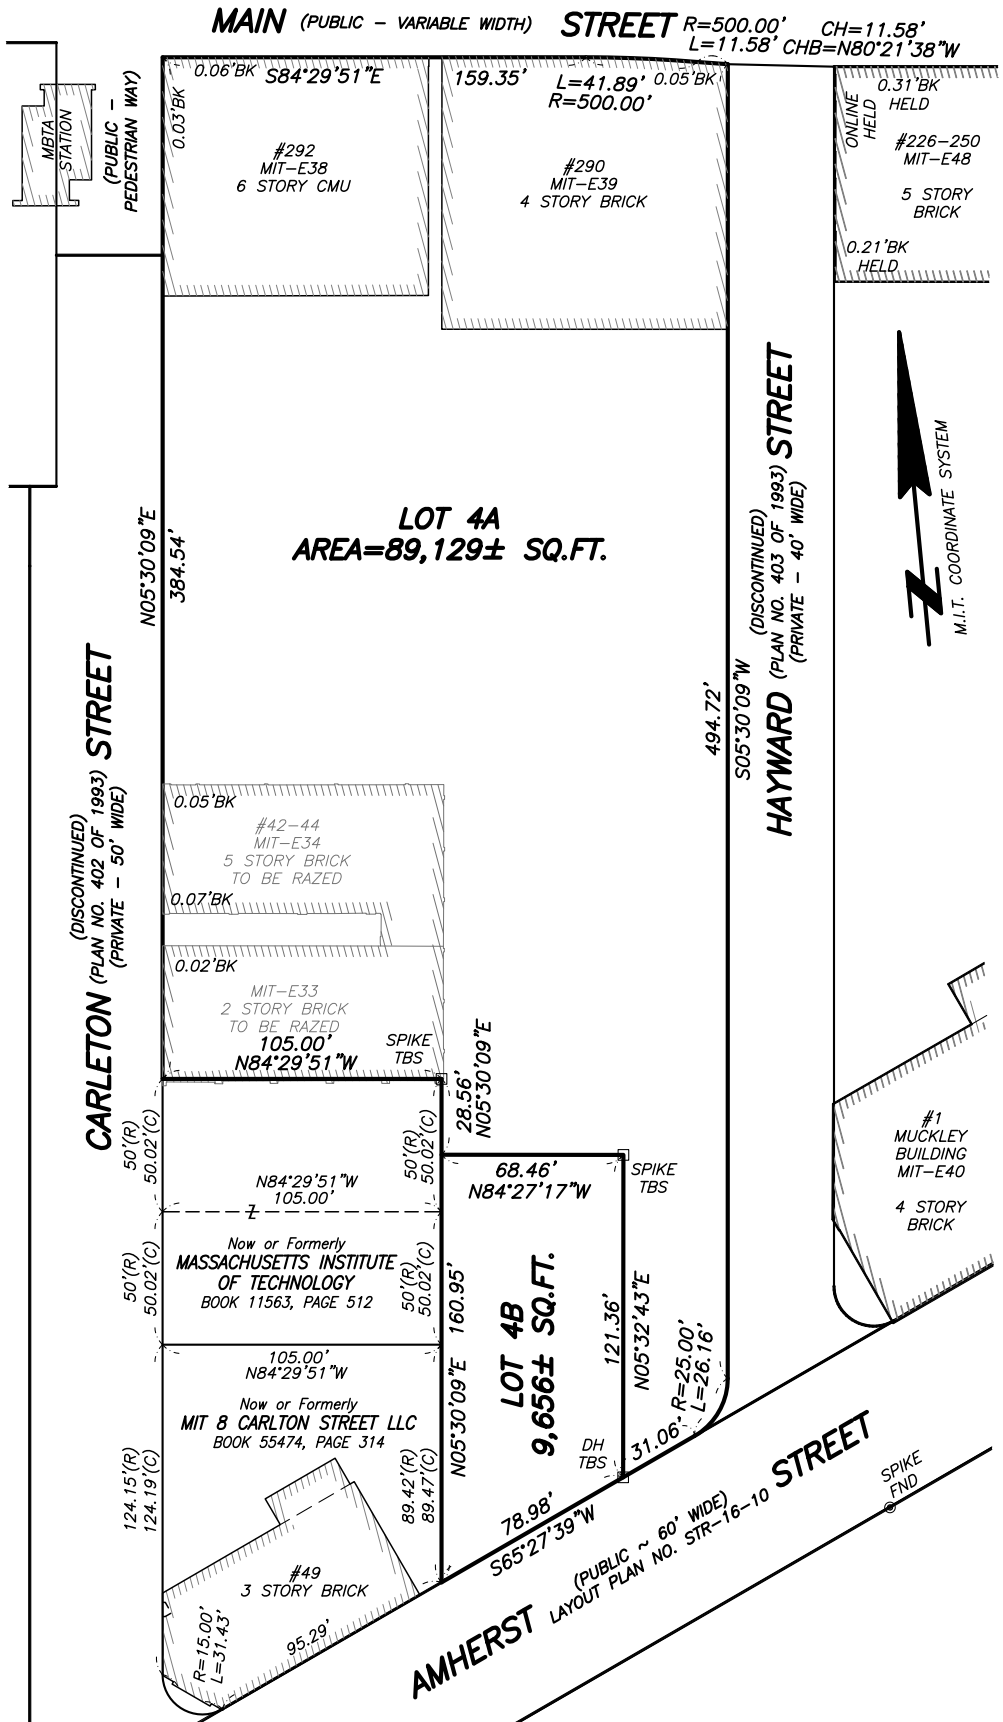 MAIN (PUBLIC - VARIABLE WIDTH) STREET
R=500.00'
L=11.58'
CH=11.58'
CHB=N80°21'38"W
MBTA
STATION
(PUBLIC -
PEDESTRIAN WAY)
0.06'BK
0.03'BK
S84°29'51"E
159.35'
L=41.89'
R=500.00'
0.05'BK
#292
MIT-E38
6 STORY CMU
#290
MIT-E39
4 STORY BRICK
ONLINE
HELD
0.31'BK
HELD
#226-250
MIT-E48
5 STORY
BRICK
0.21'BK
HELD
M.I.T. COORDINATE SYSTEM
LOT 4A
AREA=89,129± SQ.FT.
N05°30'09"E
384.54'
494.72'
S05°30'09"W
(DISCONTINUED)
HAYWARD (PLAN NO. 403 OF 1993) STREET
(PRIVATE - 40' WIDE)
(DISCONTINUED)
CARLETON (PLAN NO. 402 OF 1993) STREET
(PRIVATE - 50' WIDE)
0.05'BK
#42-44
MIT-E34
5 STORY BRICK
TO BE RAZED
0.07'BK
0.02'BK
MIT-E33
2 STORY BRICK
TO BE RAZED
105.00'
N84°29'51"W
SPIKE
TBS
28.56'
N05°30'09"E
50'(R)
50.02'(C)
50'(R)
50.02'(C)
N84°29'51"W
105.00'
68.46'
N84°27'17"W
SPIKE
TBS
#1
MUCKLEY
BUILDING
MIT-E40
4 STORY
BRICK
Now or Formerly
MASSACHUSETTS INSTITUTE
OF TECHNOLOGY
BOOK 11563, PAGE 512
50'(R)
50.02'(C)
50'(R)
50.02'(C)
N05°30'09"E 160.95'
LOT 4B
9,656± SQ.FT.
121.36'
N05°32'43"E
R=25.00'
L=26.16'
105.00'
N84°29'51"W
Now or Formerly
MIT 8 CARLTON STREET LLC
BOOK 55474, PAGE 314
124.15'(R)
124.19'(C)
89.42'(R)
89.47'(C)
DH
TBS
31.06'
78.98'
S65°27'39"W
#49
3 STORY BRICK
R=15.00'
L=31.43'
95.29'
SPIKE
FND
(PUBLIC ~ 60' WIDE)
AMHERST LAYOUT PLAN NO. STR-16-10 STREET